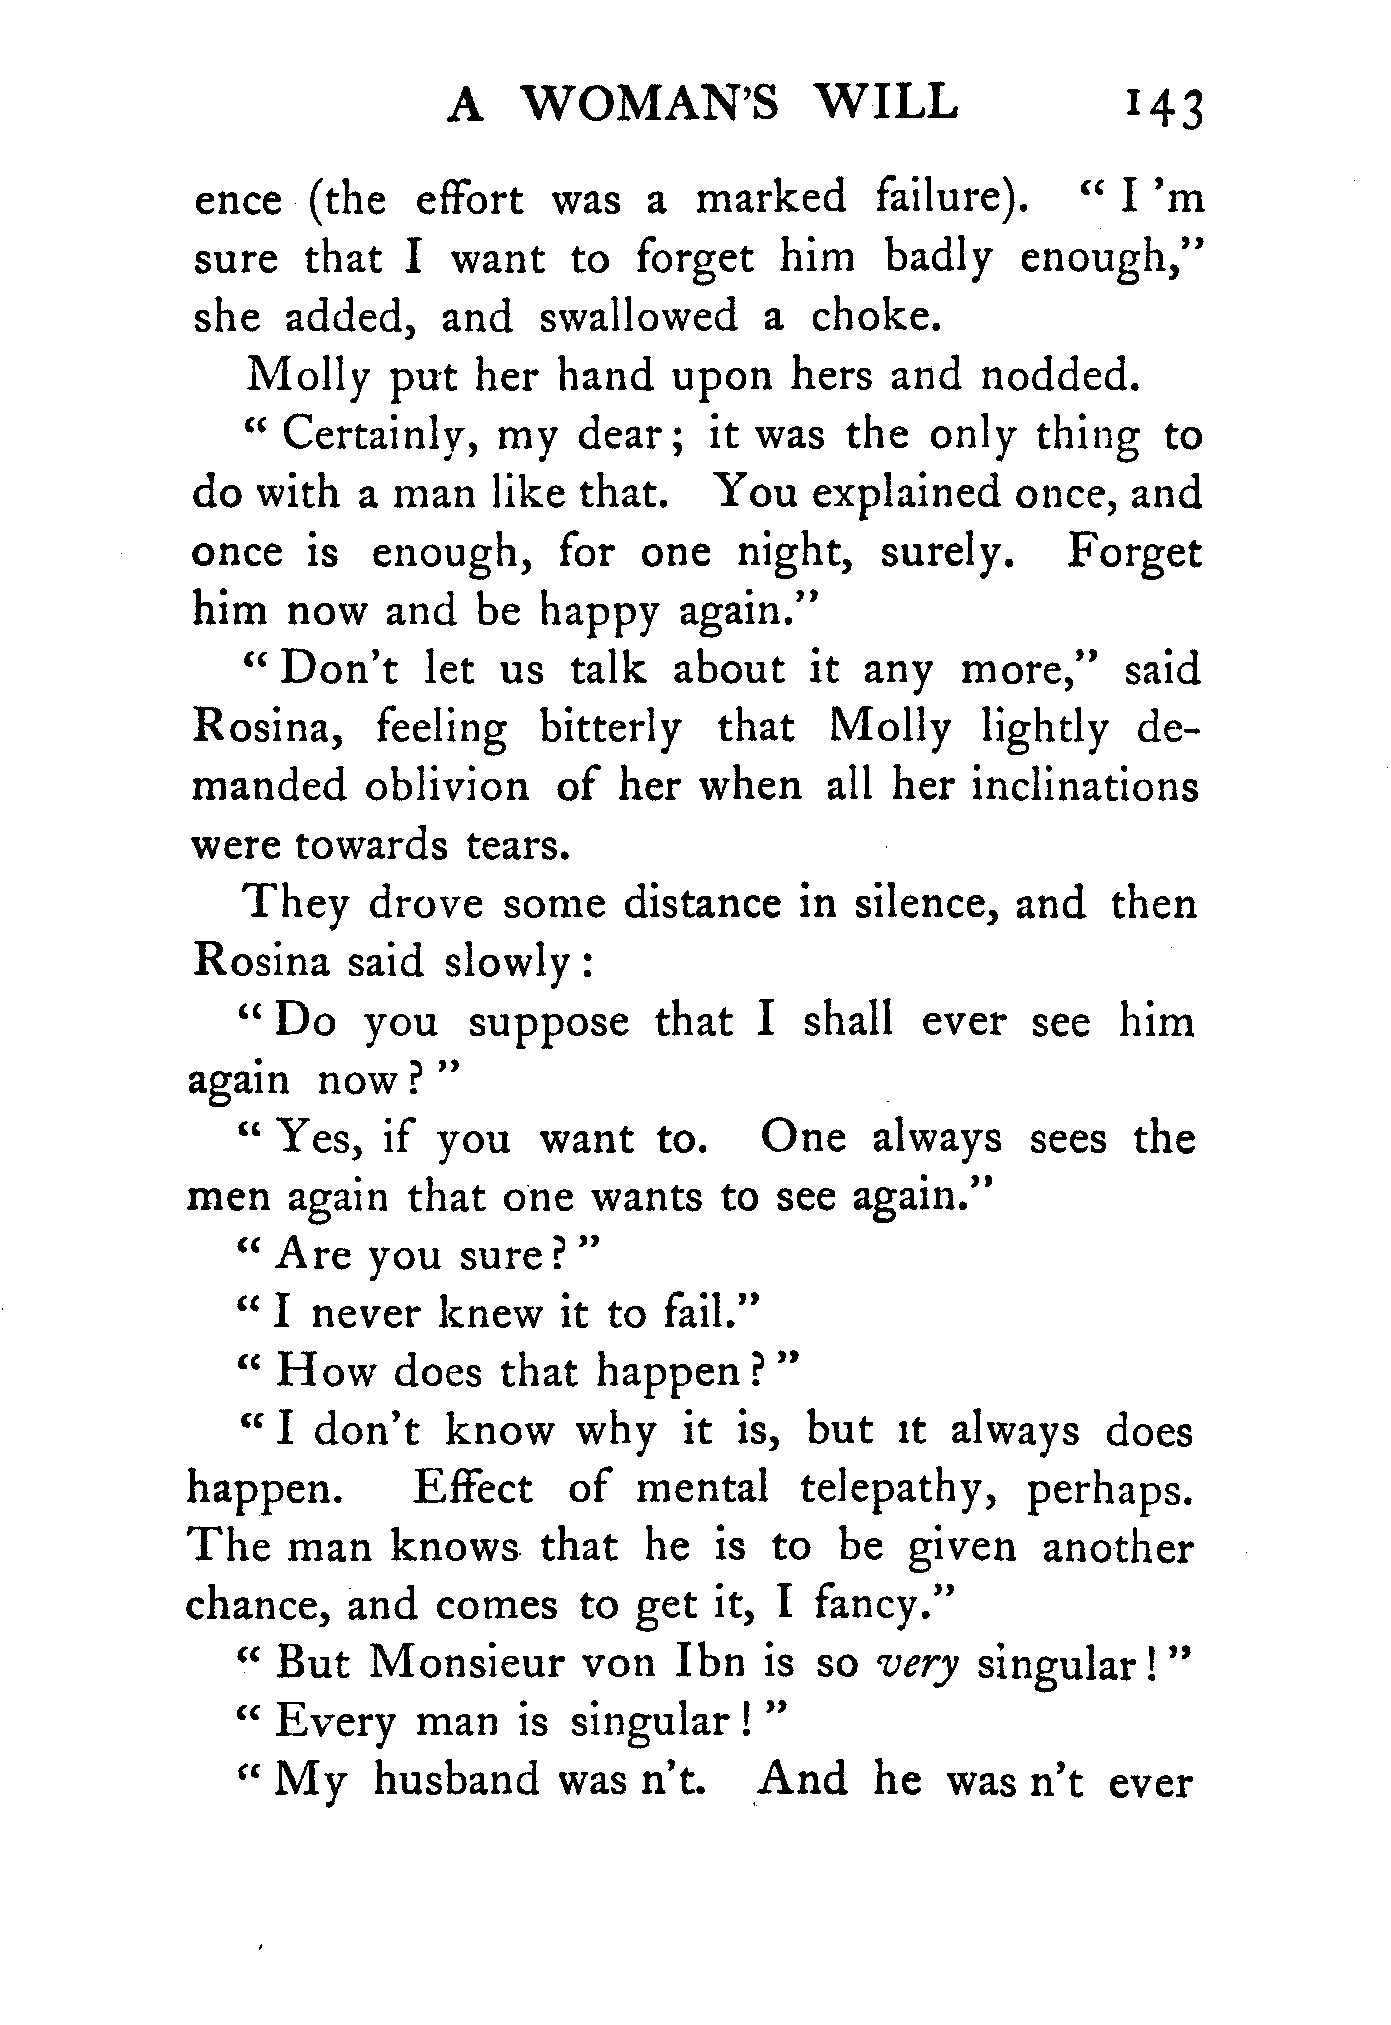 A WOMAN'S WILL 143
ence (the effort was a marked failure). " I 'm
sure that I want to forget him badly enough,"
she added, and swallowed a choke.
Molly put her hand upon hers and nodded.
" Certainly, my dear ; it was the only thing to
do with a man like that. You explained once, and
once is enough, for one night, surely. Forget
him now and be happy again."
" Don't let us talk about it any more," said
Rosina, feeling bitterly that Molly lightly de-
manded oblivion of her when all her inclinations
were towards tears.
They drove some distance in silence, and then
Rosina said slowly :
" Do you suppose that I shall ever see him
again now ? "
" Yes, if you want to. One always sees the
men again that one wants to see again."
" Are you sure ? "
" I never knew it to fail."
" How does that happen ? "
" I don't know why it is, but it always does
happen. Effect of mental telepathy, perhaps.
The man knows that he is to be given another
chance, and comes to get it, I fancy."
" But Monsieur von Ibn is so very singular ! "
" Every man is singular ! "
" My husband was n't. And he was n't ever